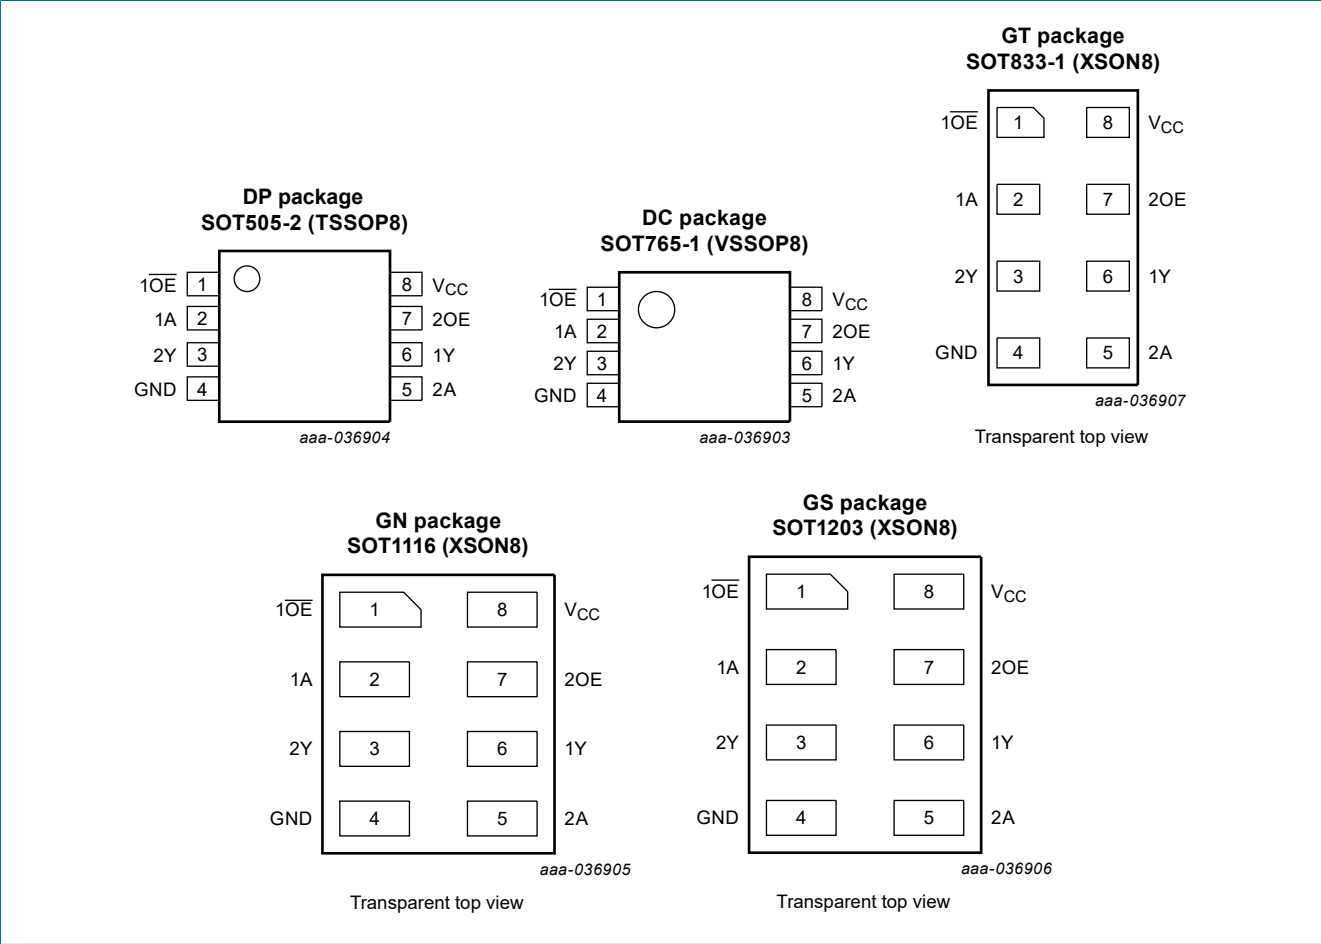 DP package
SOT505-2 (TSSOP8)
1O̅E̅ 1 8 VCC
1A 2 7 2OE
2Y 3 6 1Y
GND 4 5 2A
aaa-036904
DC package
SOT765-1 (VSSOP8)
1O̅E̅ 1 8 VCC
1A 2 7 2OE
2Y 3 6 1Y
GND 4 5 2A
aaa-036903
GT package
SOT833-1 (XSON8)
1O̅E̅ 1 8 VCC
1A 2 7 2OE
2Y 3 6 1Y
GND 4 5 2A
aaa-036907
Transparent top view
GN package
SOT1116 (XSON8)
1O̅E̅ 1 8 VCC
1A 2 7 2OE
2Y 3 6 1Y
GND 4 5 2A
aaa-036905
Transparent top view
GS package
SOT1203 (XSON8)
1O̅E̅ 1 8 VCC
1A 2 7 2OE
2Y 3 6 1Y
GND 4 5 2A
aaa-036906
Transparent top view